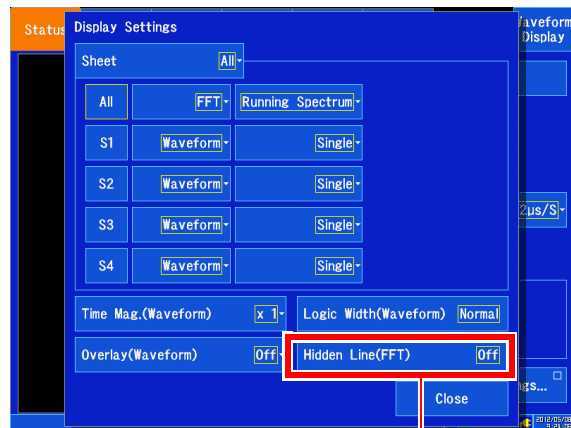 Status
Display Settings
Waveform
Display
Sheet All
All FFT Running Spectrum
S1 Waveform Single
S2 Waveform Single
2µs/S
S3 Waveform Single
S4 Waveform Single
Time Mag.(Waveform) x 1 Logic Width(Waveform) Normal
Overlay(Waveform) Off Hidden Line(FFT) Off
gs...
Close